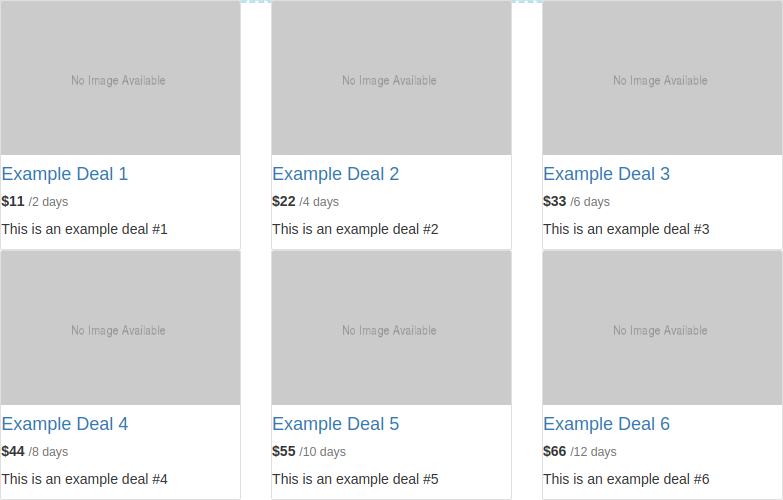 No Image Available
No Image Available
No Image Available
Example Deal 1
Example Deal 2
Example Deal 3
$11 /2 days
$22 /4 days
$33 /6 days
This is an example deal #1
This is an example deal #2
This is an example deal #3
No Image Available
No Image Available
No Image Available
Example Deal 4
Example Deal 5
Example Deal 6
$44 /8 days
$55 /10 days
$66 /12 days
This is an example deal #4
This is an example deal #5
This is an example deal #6